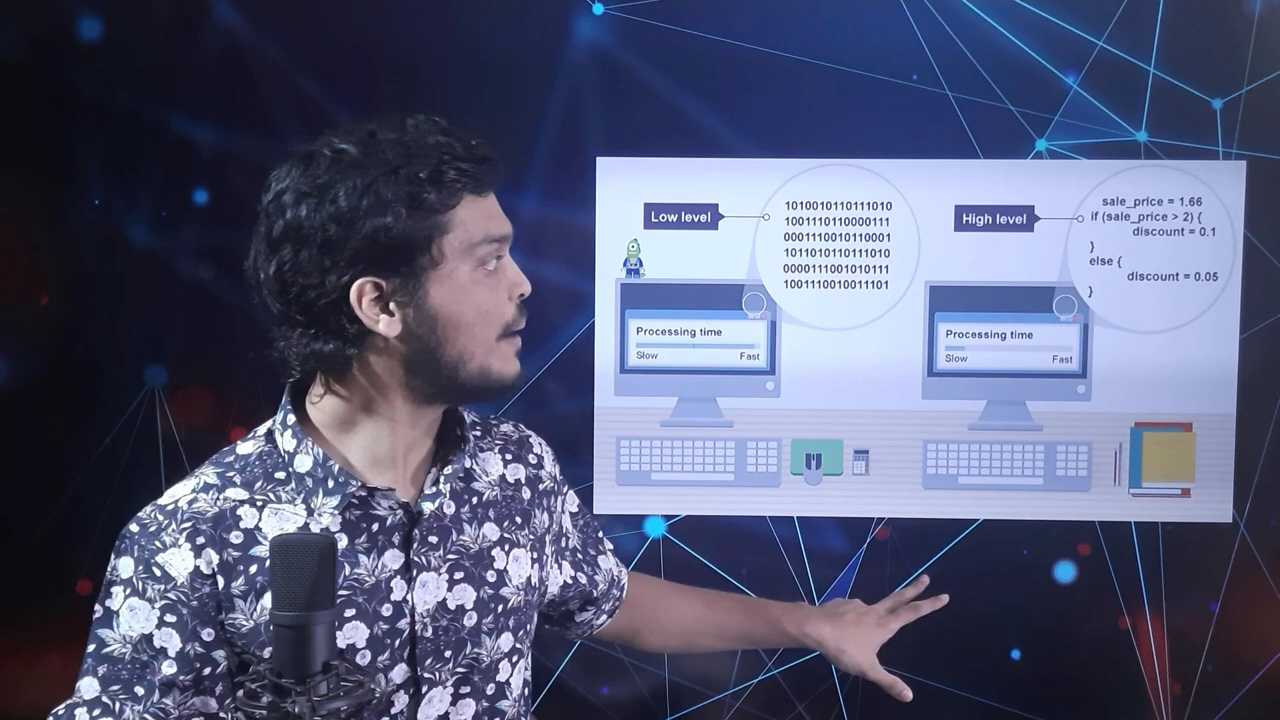 Low level
1010010110111010
1001110110000111
0001110010110001
1011010110111010
0000111001010111
1001110010011101
Processing time
Slow Fast
High level
sale_price = 1.66
if (sale_price > 2) {
discount = 0.1
}
else {
discount = 0.05
}
Processing time
Slow Fast